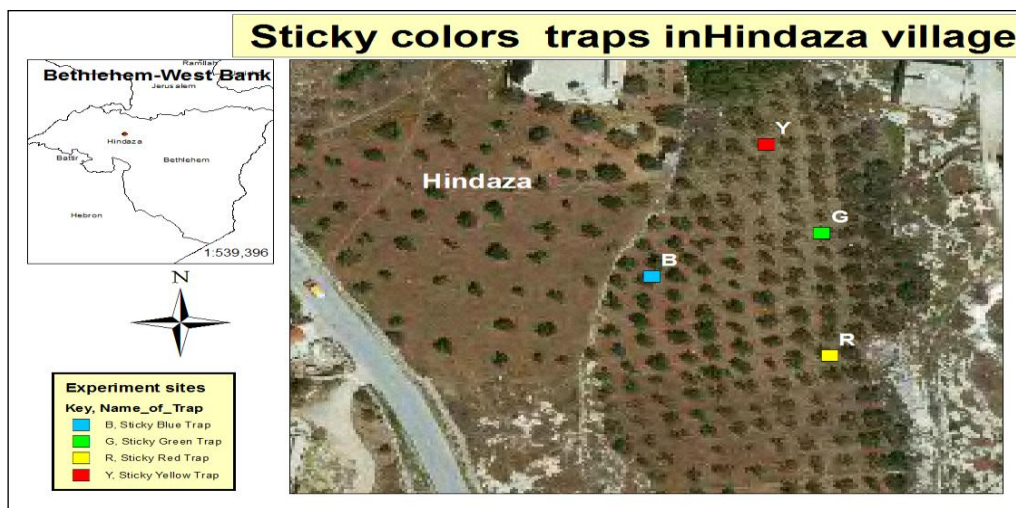 Sticky colors traps inHindaza village
Bethlehem-West Bank
Jerusalem
Hindaza
Bethlehem
Hebron
1:539,396
N
Experiment sites
Key, Name_of_Trap
B, Sticky Blue Trap
G, Sticky Green Trap
R, Sticky Red Trap
Y, Sticky Yellow Trap
Hindaza
Y
G
B
R